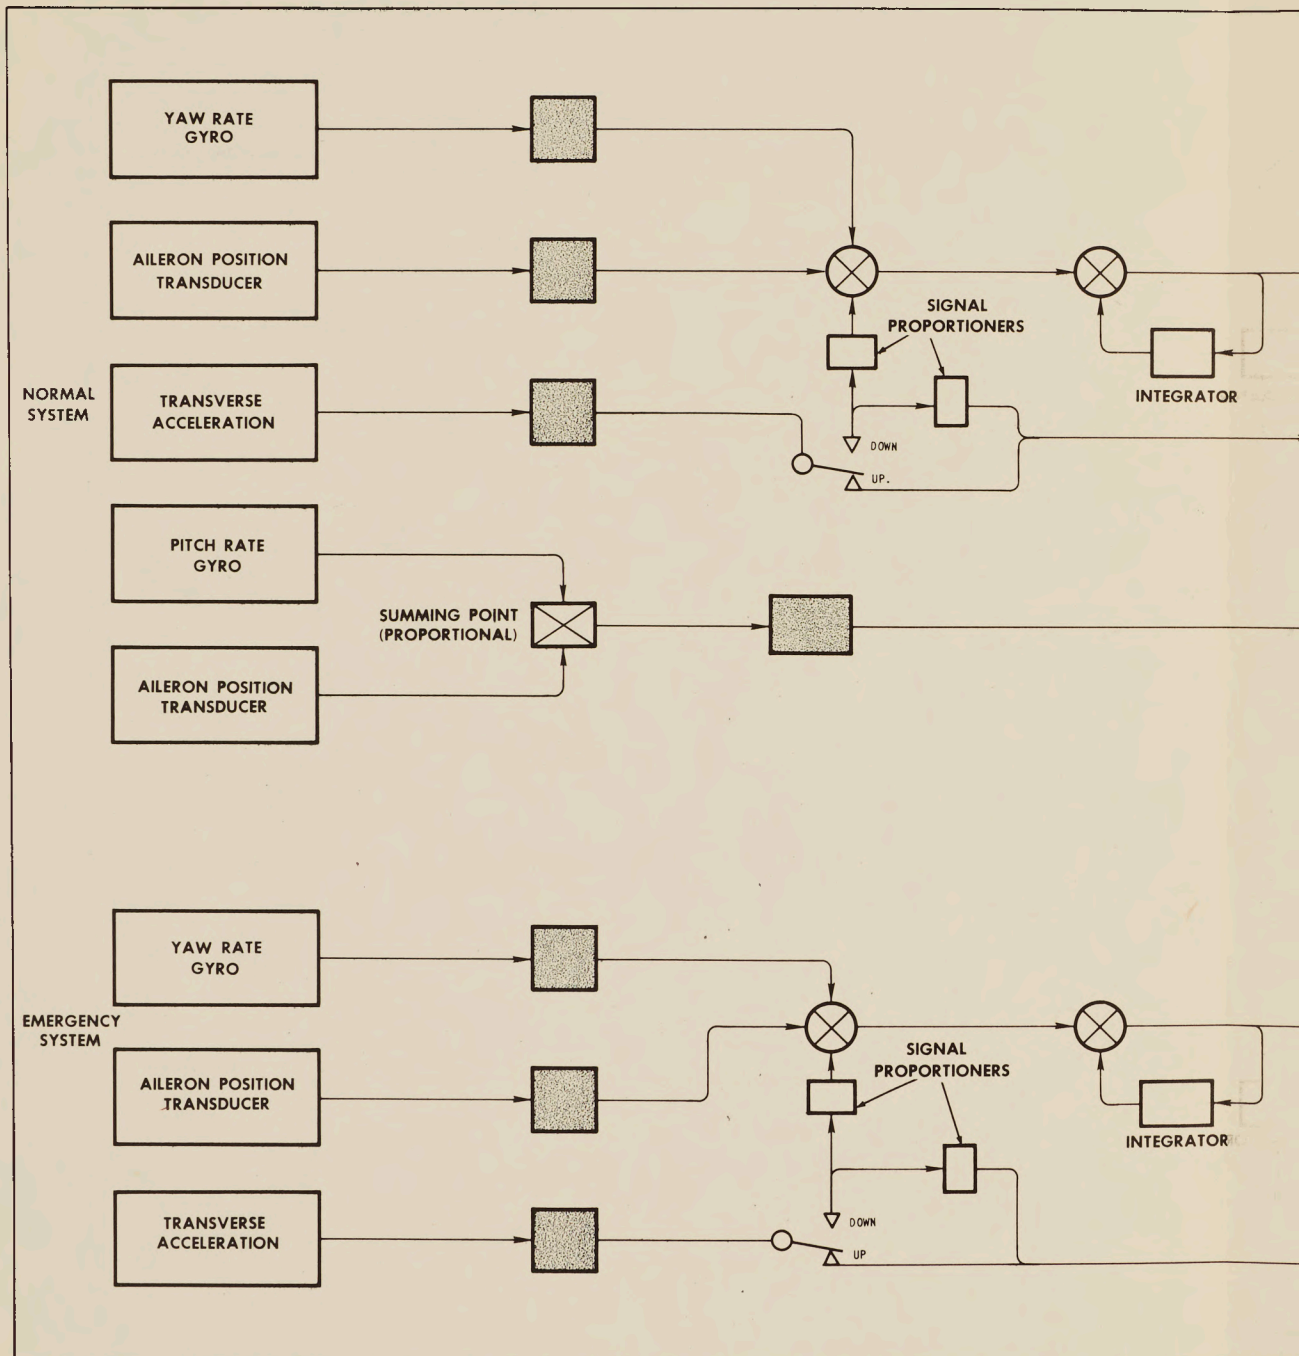 YAW RATE
GYRO
AILERON POSITION
TRANSDUCER
SIGNAL
PROPORTIONERS
NORMAL
SYSTEM
TRANSVERSE
ACCELERATION
INTEGRATOR
DOWN
UP.
PITCH RATE
GYRO
SUMMING POINT
(PROPORTIONAL)
AILERON POSITION
TRANSDUCER
YAW RATE
GYRO
EMERGENCY
SYSTEM
SIGNAL
PROPORTIONERS
AILERON POSITION
TRANSDUCER
INTEGRATOR
TRANSVERSE
ACCELERATION
DOWN
UP